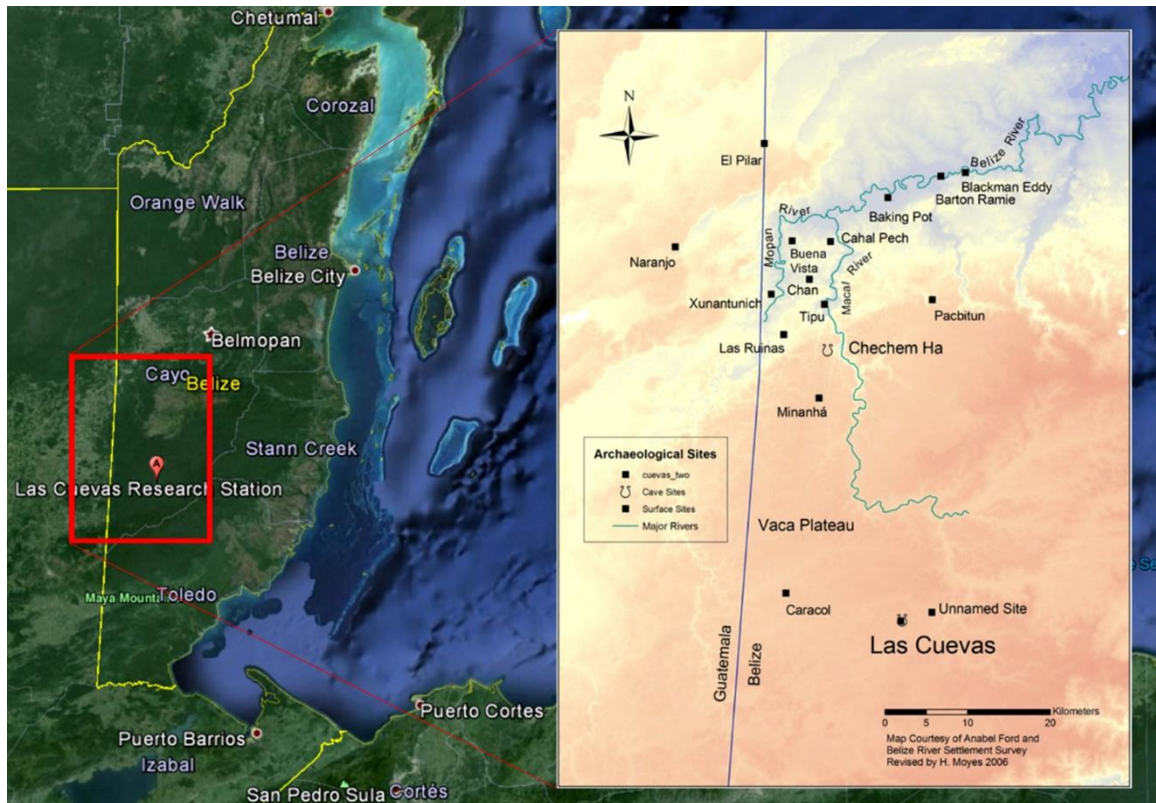 Chetumal
Corozal
Orange Walk
Belize
Belize City
Belmopan
Cayo
Belize
Stann Creek
A
Las Cuevas Research Station
Maya Mountain
Toledo
Puerto Cortes
Puerto Barrios
Izabal
San Pedro Sula
Cortés
N
El Pilar
Belize River
Blackman Eddy
Barton Ramie
Baking Pot
River
Mopan
Cahal Pech
Buena
Vista
Naranjo
River
Macal
Chan
Xunantunich
Tipu
Pacbitun
Las Ruinas
Chechem Ha
Minanhá
Archaeological Sites
cuevas_two
Cave Sites
Surface Sites
Major Rivers
Vaca Plateau
Caracol
Unnamed Site
Las Cuevas
Guatemala
Belize
Kilometers
0 5 10 20
Map Courtesy of Anabel Ford and
Belize River Settlement Survey
Revised by H. Moyes 2006